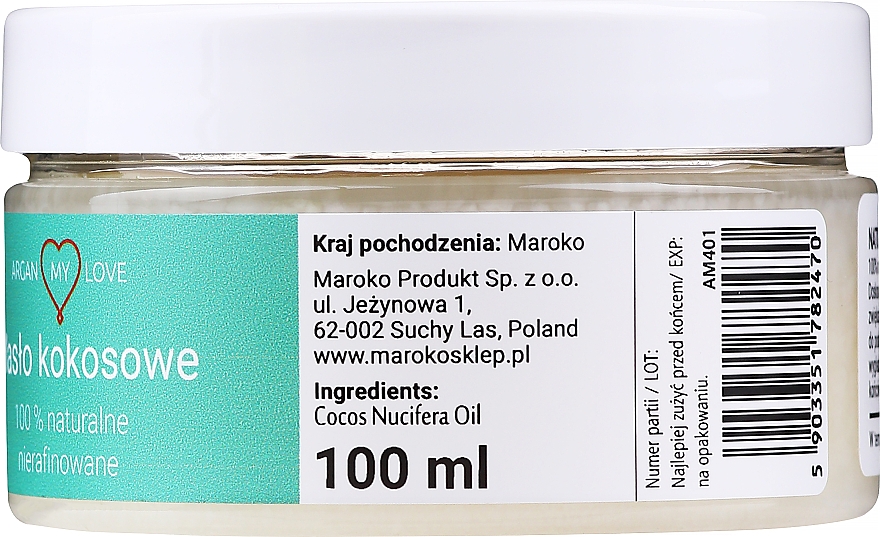 ARGAN MY LOVE
kokosowe
100 % naturalne
nierafinowane
Kraj pochodzenia: Maroko
Maroko Produkt Sp. z o.o.
ul. Jeżynowa 1,
62-002 Suchy Las, Poland
www.marokosklep.pl
Ingredients:
Cocos Nucifera Oil
100 ml
Numer partii / LOT:
Najlepiej zużyć przed końcem/ EXP:
na opakowaniu.
AM401
5 903351 782470